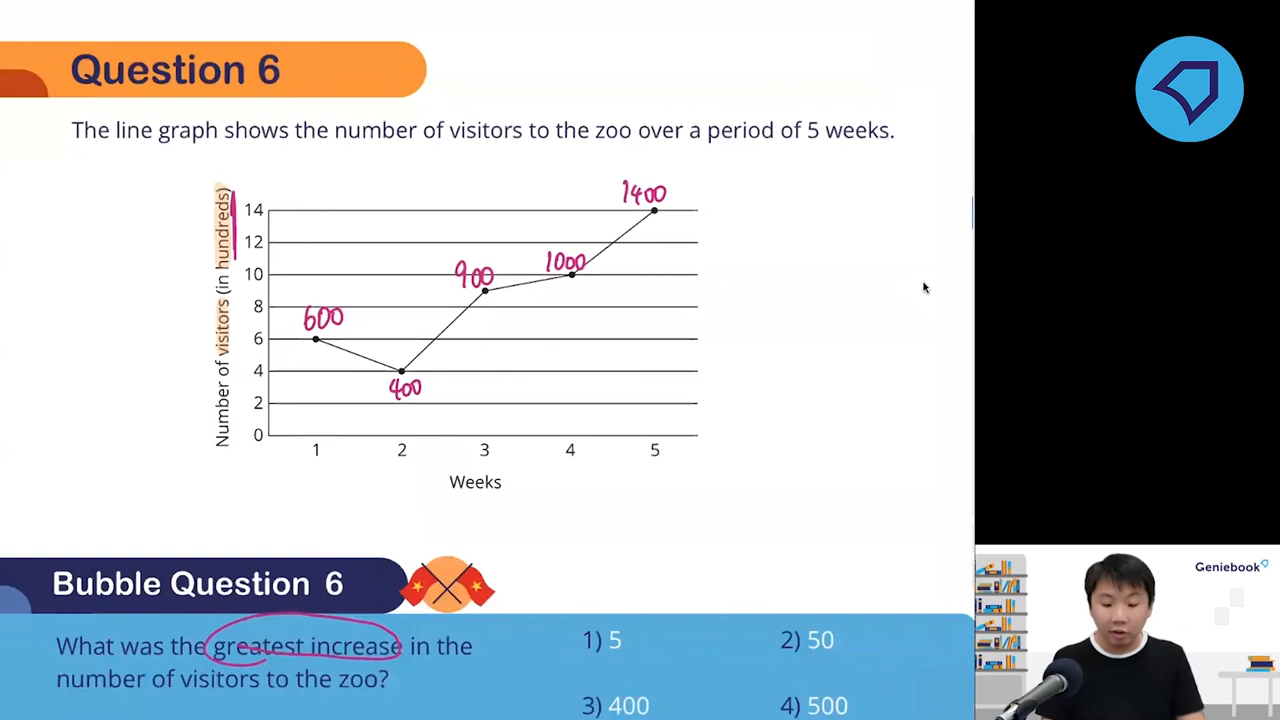 Question 6
The line graph shows the number of visitors to the zoo over a period of 5 weeks.
Number of visitors (in hundreds)
14
12
10
8
6
4
2
0
1400
1000
900
600
400
1 2 3 4 5
Weeks
Bubble Question 6
What was the greatest increase in the
number of visitors to the zoo?
1) 5
2) 50
3) 400
4) 500
Geniebook